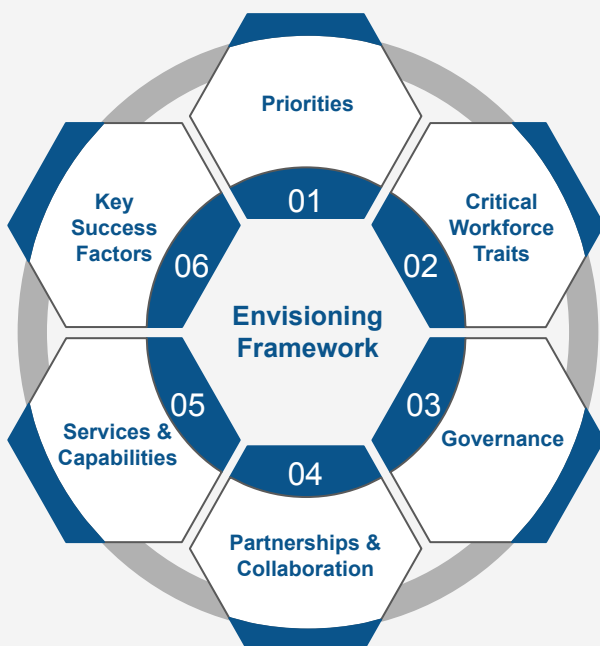 Priorities
01
Critical
Workforce
Traits
02
03
Governance
04
Partnerships &
Collaboration
05
Services &
Capabilities
06
Key
Success
Factors
Envisioning
Framework